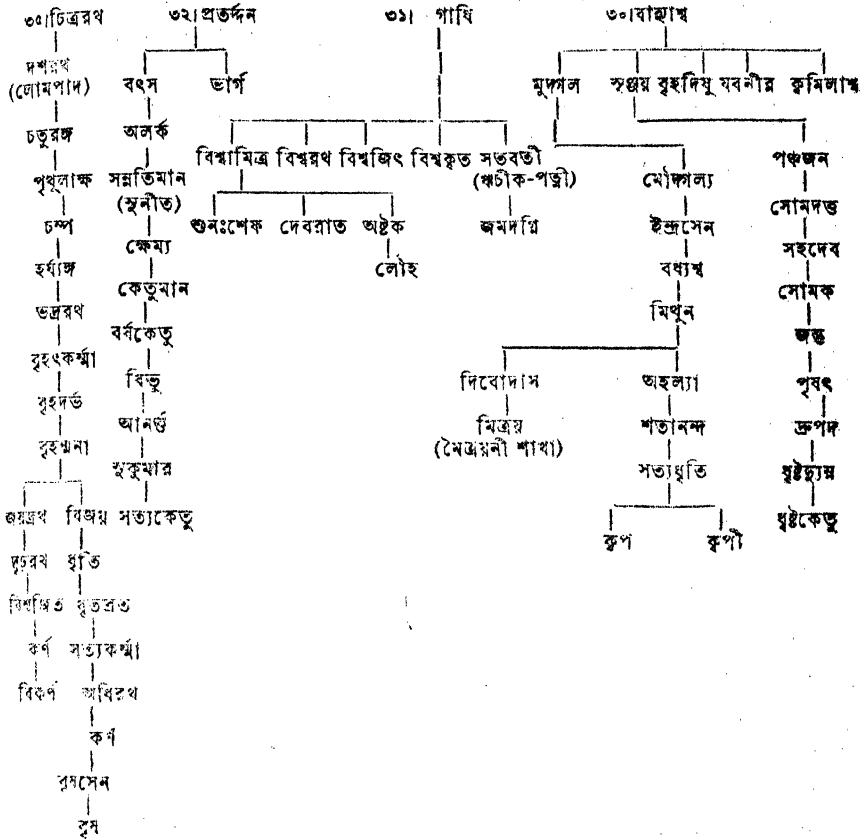 ৩৫।চিত্ররথ ৩২।প্রতর্দ্দন ৩১। গাধি ৩০।বাহ্যাশ্ব
দশরথ
(লোমপাদ) বৎস ভার্গ মুদ্গল সৃঞ্জয় বৃহদিষু যবনীর কৃমিলাশ্ব
চতুরঙ্গ অলর্ক
পৃথুলাক্ষ সন্নতিমান বিশ্বামিত্র বিশ্বরথ বিশ্বজিৎ বিশ্বকৃত সতবতী মৌদ্গল্য পঞ্চজন
(সুনীত) (ঋচীক-পত্নী)
চম্প শুনঃশেফ দেবরাত অষ্টক জমদগ্নি ইন্দ্রসেন সোমদত্ত
হর্য্যঙ্গ ক্ষেম্য লৌহ বধ্যশ্ব সহদেব
ভদ্ররথ কেতুমান মিথুন সোমক
বৃহৎকর্ম্মা বর্ষকেতু জন্তু
বৃহদর্ভ বিভু দিবোদাস অহল্যা পৃষৎ
বৃহন্মনা আনর্ত্ত মিত্রয় শতানন্দ দ্রুপদ
(মৈত্রয়নী শাখা)
সুকুমার সত্যধৃতি ধৃষ্টদ্যুম্ন
জয়দ্রথ বিজয় সত্যকেতু কৃপ কৃপী ধৃষ্টকেতু
দৃঢ়রথ ধৃতি
বিশ্বজিত ধৃতব্রত
কর্ণ সত্যকর্ম্মা
বিকর্ণ অধিরথ
কর্ণ
বৃষসেন
বৃষ